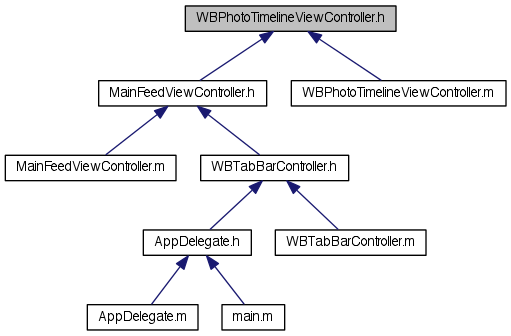 WBPhotoTimelineViewController.h
MainFeedViewController.h
WBPhotoTimelineViewController.m
MainFeedViewController.m
WBTabBarController.h
AppDelegate.h
WBTabBarController.m
AppDelegate.m
main.m